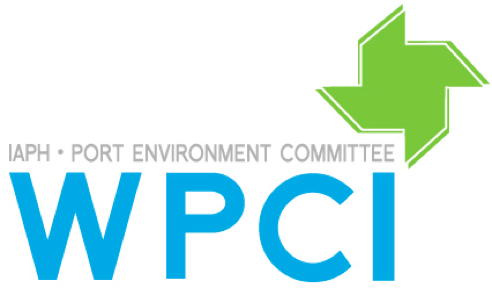 IAPH • PORT ENVIRONMENT COMMITTEE
WPCI